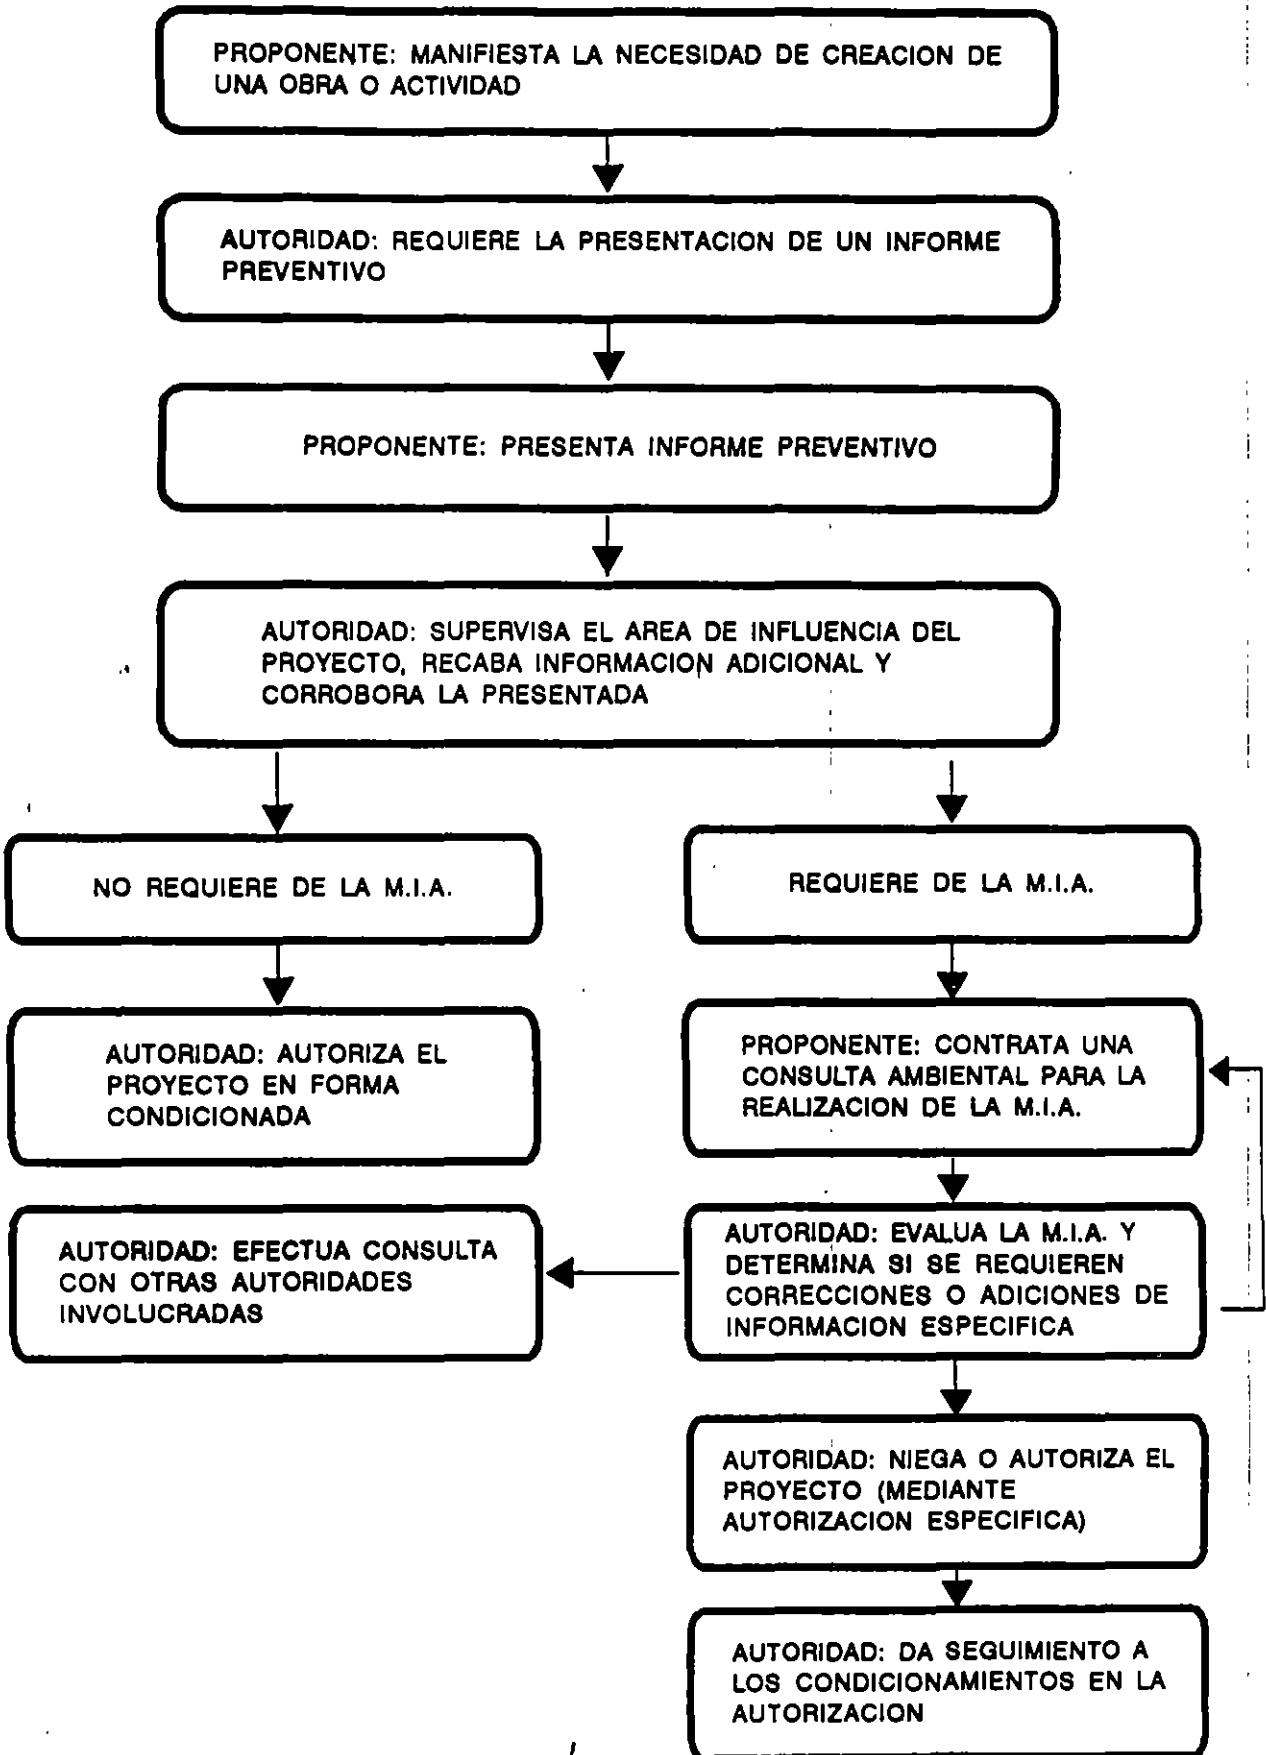 PROPONENTE: MANIFIESTA LA NECESIDAD DE CREACION DE
UNA OBRA O ACTIVIDAD
AUTORIDAD: REQUIERE LA PRESENTACION DE UN INFORME
PREVENTIVO
PROPONENTE: PRESENTA INFORME PREVENTIVO
AUTORIDAD: SUPERVISA EL AREA DE INFLUENCIA DEL
PROYECTO, RECABA INFORMACION ADICIONAL Y
CORROBORA LA PRESENTADA
NO REQUIERE DE LA M.I.A.
REQUIERE DE LA M.I.A.
AUTORIDAD: AUTORIZA EL
PROYECTO EN FORMA
CONDICIONADA
PROPONENTE: CONTRATA UNA
CONSULTA AMBIENTAL PARA LA
REALIZACION DE LA M.I.A.
AUTORIDAD: EFECTUA CONSULTA
CON OTRAS AUTORIDADES
INVOLUCRADAS
AUTORIDAD: EVALUA LA M.I.A. Y
DETERMINA SI SE REQUIEREN
CORRECCIONES O ADICIONES DE
INFORMACION ESPECIFICA
AUTORIDAD: NIEGA O AUTORIZA EL
PROYECTO (MEDIANTE
AUTORIZACION ESPECIFICA)
AUTORIDAD: DA SEGUIMIENTO A
LOS CONDICIONAMIENTOS EN LA
AUTORIZACION